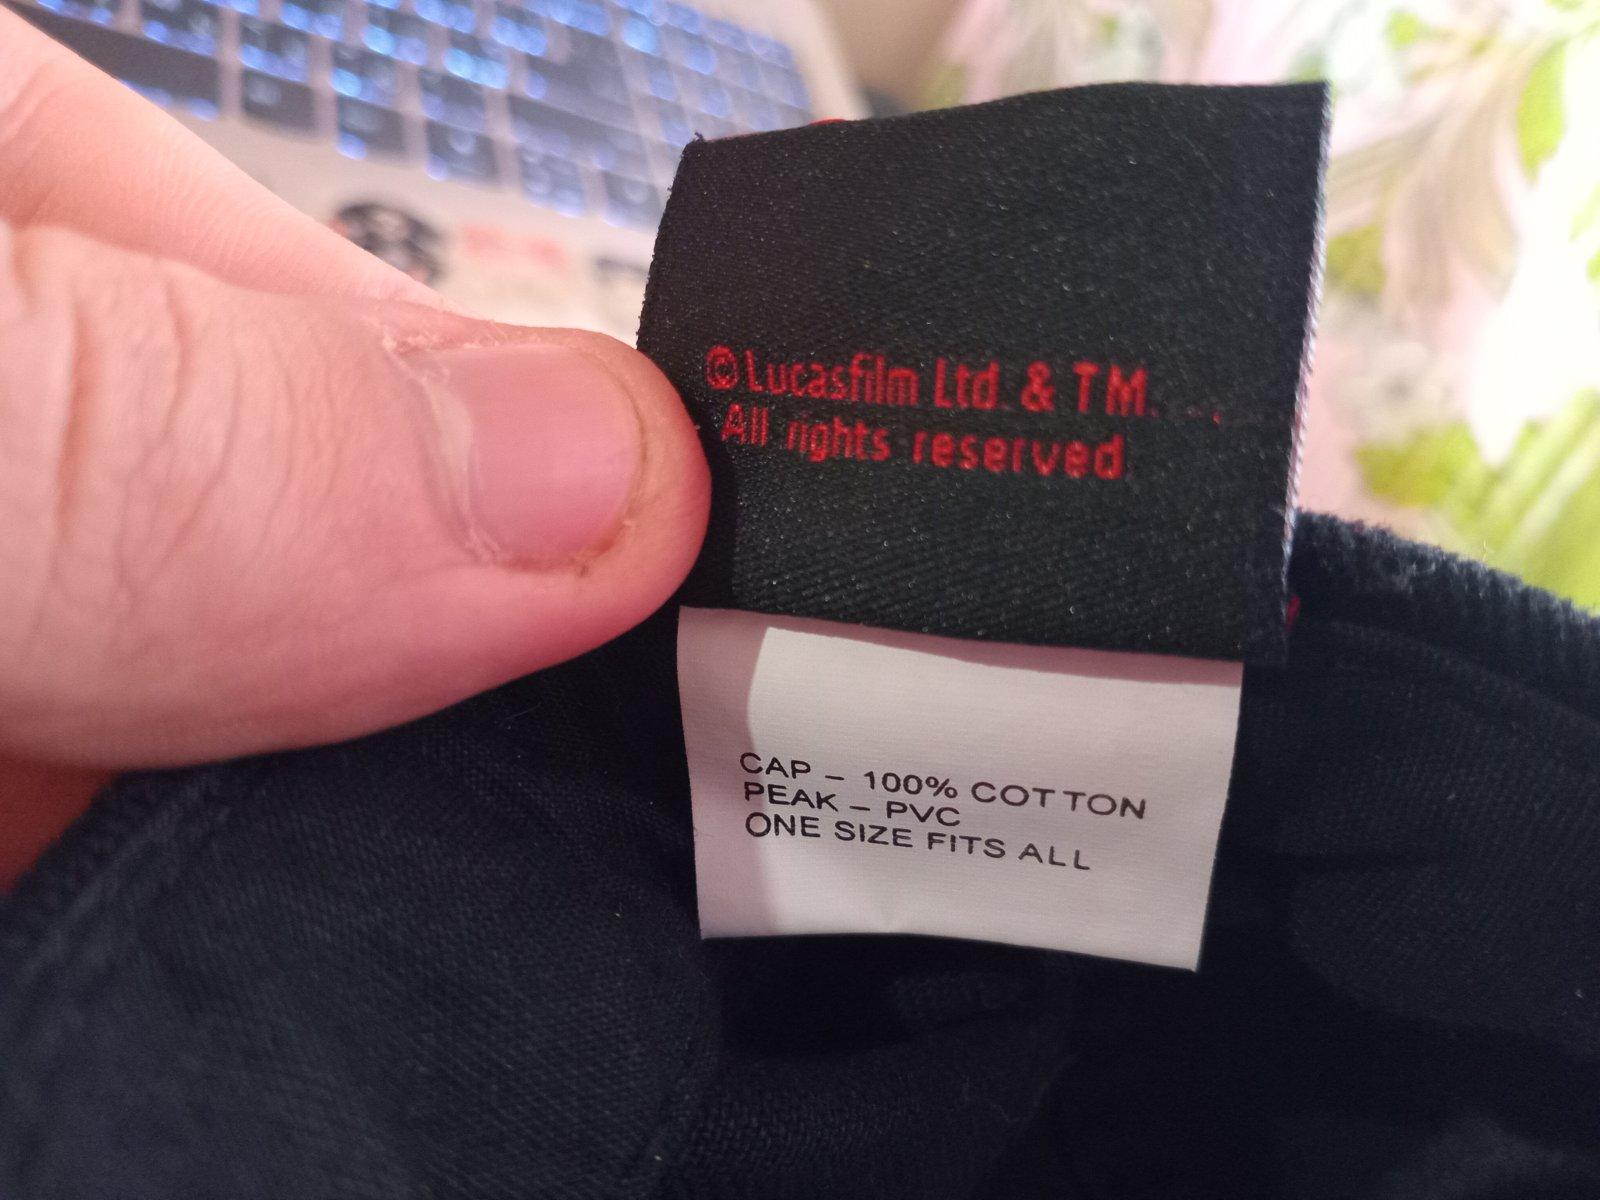 ©Lucasfilm Ltd. & TM.
All rights reserved
CAP – 100% COTTON
PEAK – PVC
ONE SIZE FITS ALL